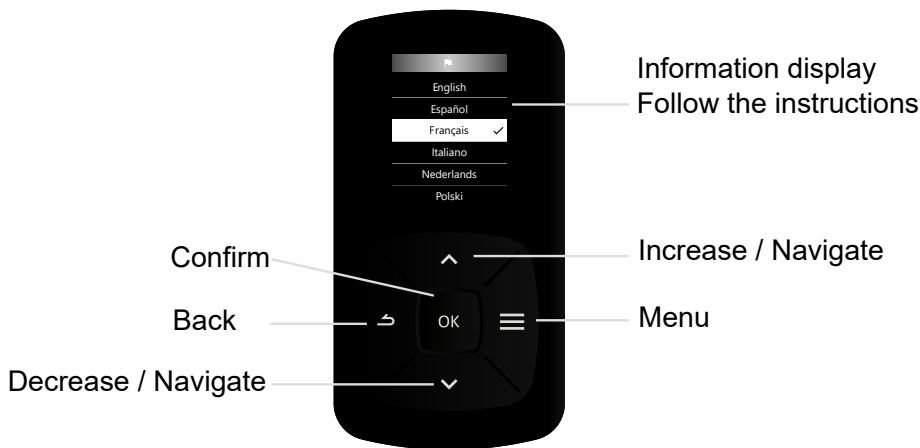 English
Español
Français
Italiano
Nederlands
Polski
Information display
Follow the instructions
Confirm
Increase / Navigate
Back
OK
Menu
Decrease / Navigate